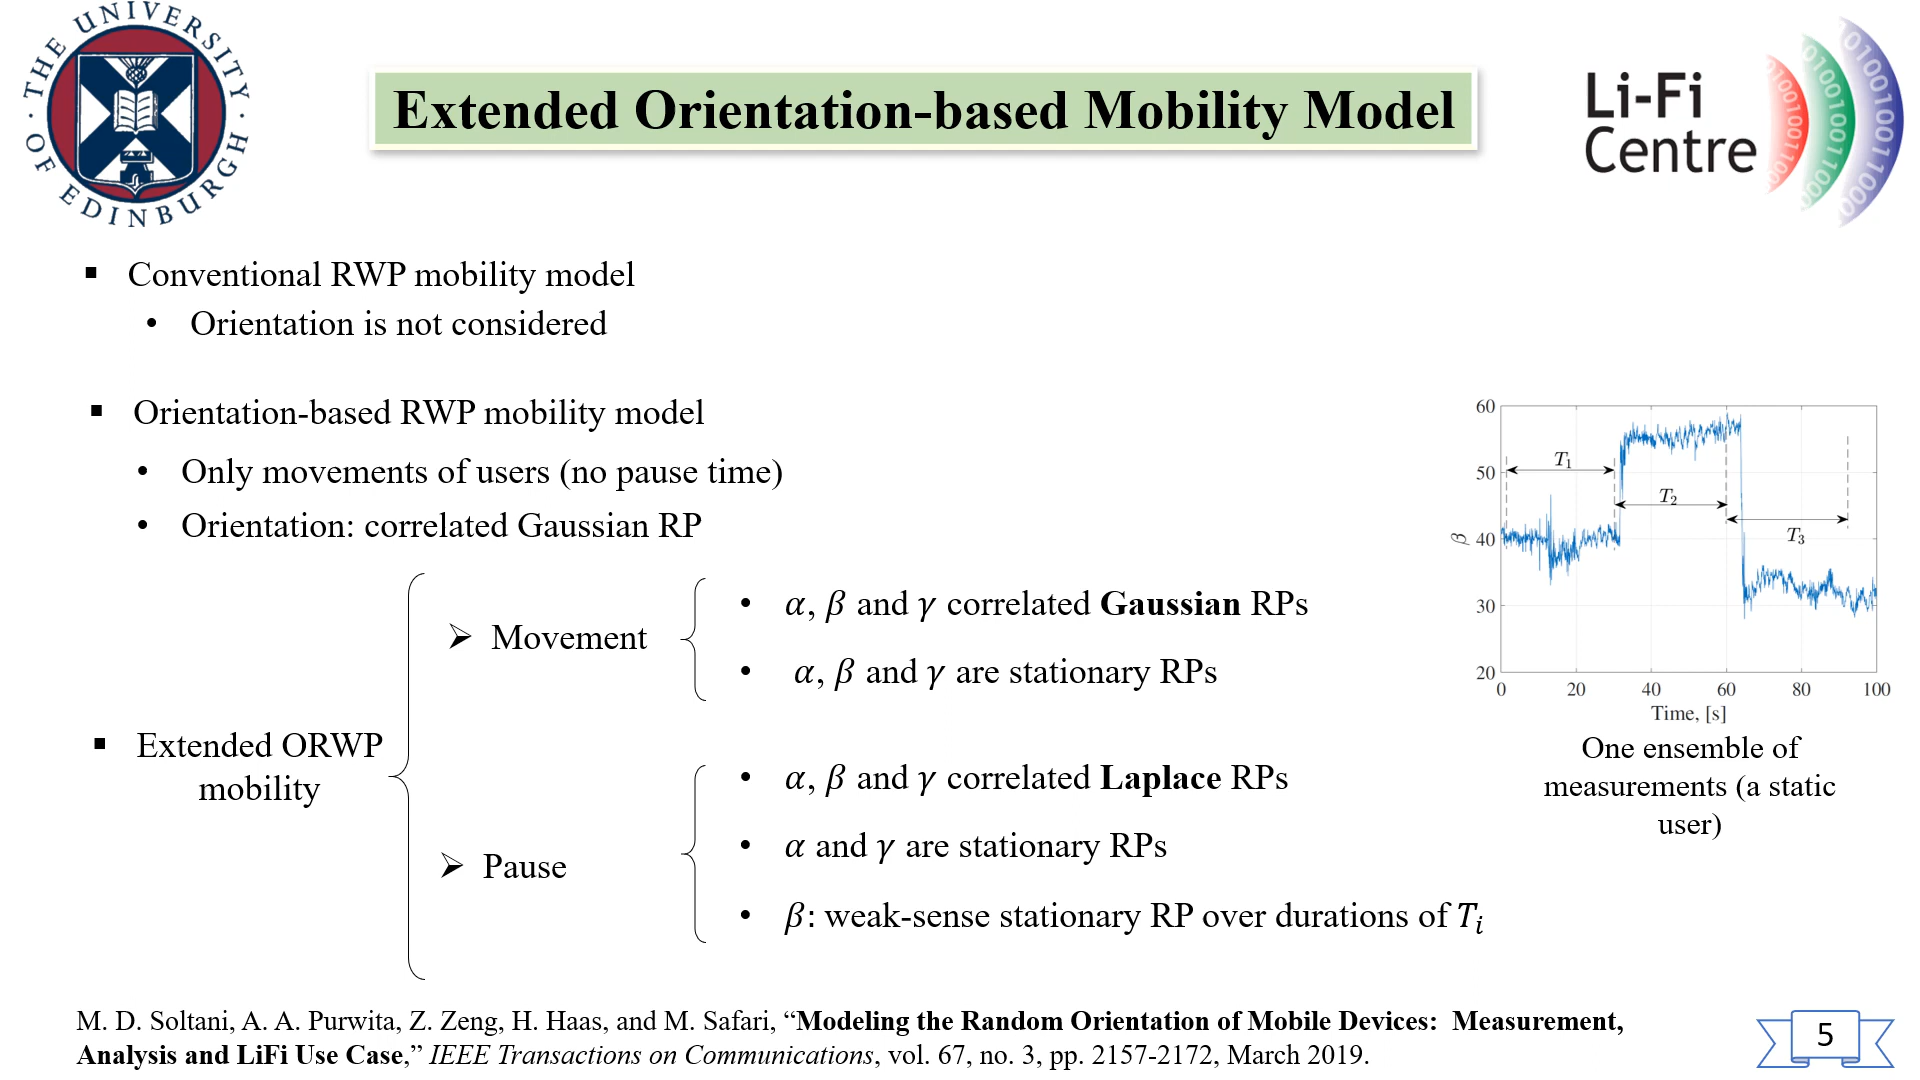 THE UNIVERSITY OF EDINBURGH
Extended Orientation-based Mobility Model
Li-Fi
Centre
▪ Conventional RWP mobility model
• Orientation is not considered
▪ Orientation-based RWP mobility model
• Only movements of users (no pause time)
• Orientation: correlated Gaussian RP
▪ Extended ORWP
mobility
➢ Movement
• α, β and γ correlated Gaussian RPs
• α, β and γ are stationary RPs
➢ Pause
• α and γ correlated Laplace RPs
• α and γ are stationary RPs
• β: weak-sense stationary RP over durations of Tᵢ
60
50
40
30
20
β
T₁
T₂
T₃
0 20 40 60 80 100
Time, [s]
One ensemble of
measurements (a static
user)
M. D. Soltani, A. A. Purwita, Z. Zeng, H. Haas, and M. Safari, “Modeling the Random Orientation of Mobile Devices: Measurement,
Analysis and LiFi Use Case,” IEEE Transactions on Communications, vol. 67, no. 3, pp. 2157-2172, March 2019.
5